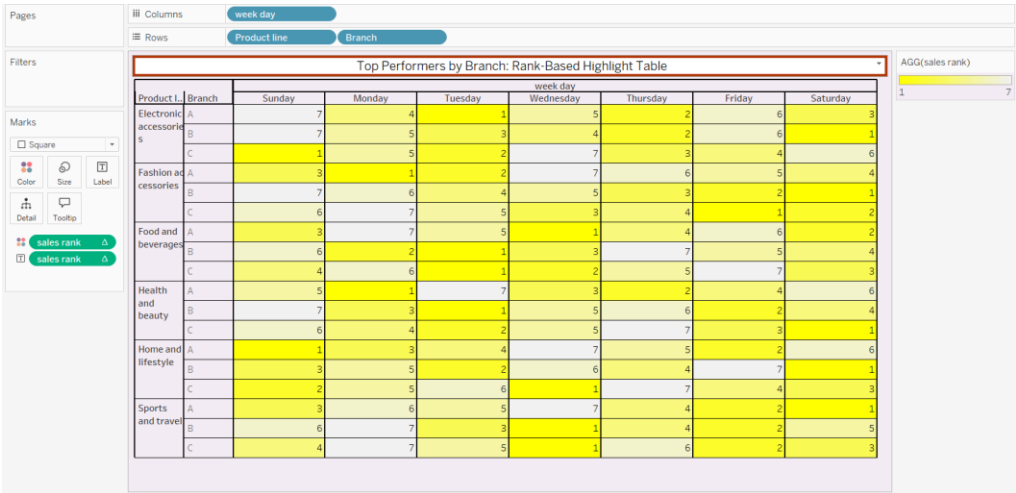 Pages
Columns week day
Rows Product line Branch
Filters
Marks
Square
Color Size Label
Detail Tooltip
sales rank Δ
sales rank Δ
Top Performers by Branch: Rank-Based Highlight Table
week day
Product l.. Branch Sunday Monday Tuesday Wednesday Thursday Friday Saturday
Electronic accessories A 7 4 1 5 2 6 3
B 7 5 3 4 2 6 1
C 1 5 2 7 3 4 6
Fashion accessories A 3 1 2 7 6 5 4
B 7 6 4 5 3 2 1
C 6 7 5 3 4 1 2
Food and beverages A 3 7 5 1 4 6 2
B 6 2 1 3 7 5 4
C 4 6 1 2 5 7 3
Health and beauty A 5 1 7 3 2 4 6
B 7 3 1 5 6 2 4
C 6 4 2 5 7 3 1
Home and lifestyle A 1 3 4 7 5 2 6
B 3 5 2 6 4 7 1
C 2 5 6 1 7 4 3
Sports and travel A 3 6 5 7 4 2 1
B 6 7 3 1 4 2 5
C 4 7 5 1 6 2 3
AGG(sales rank)
1 7